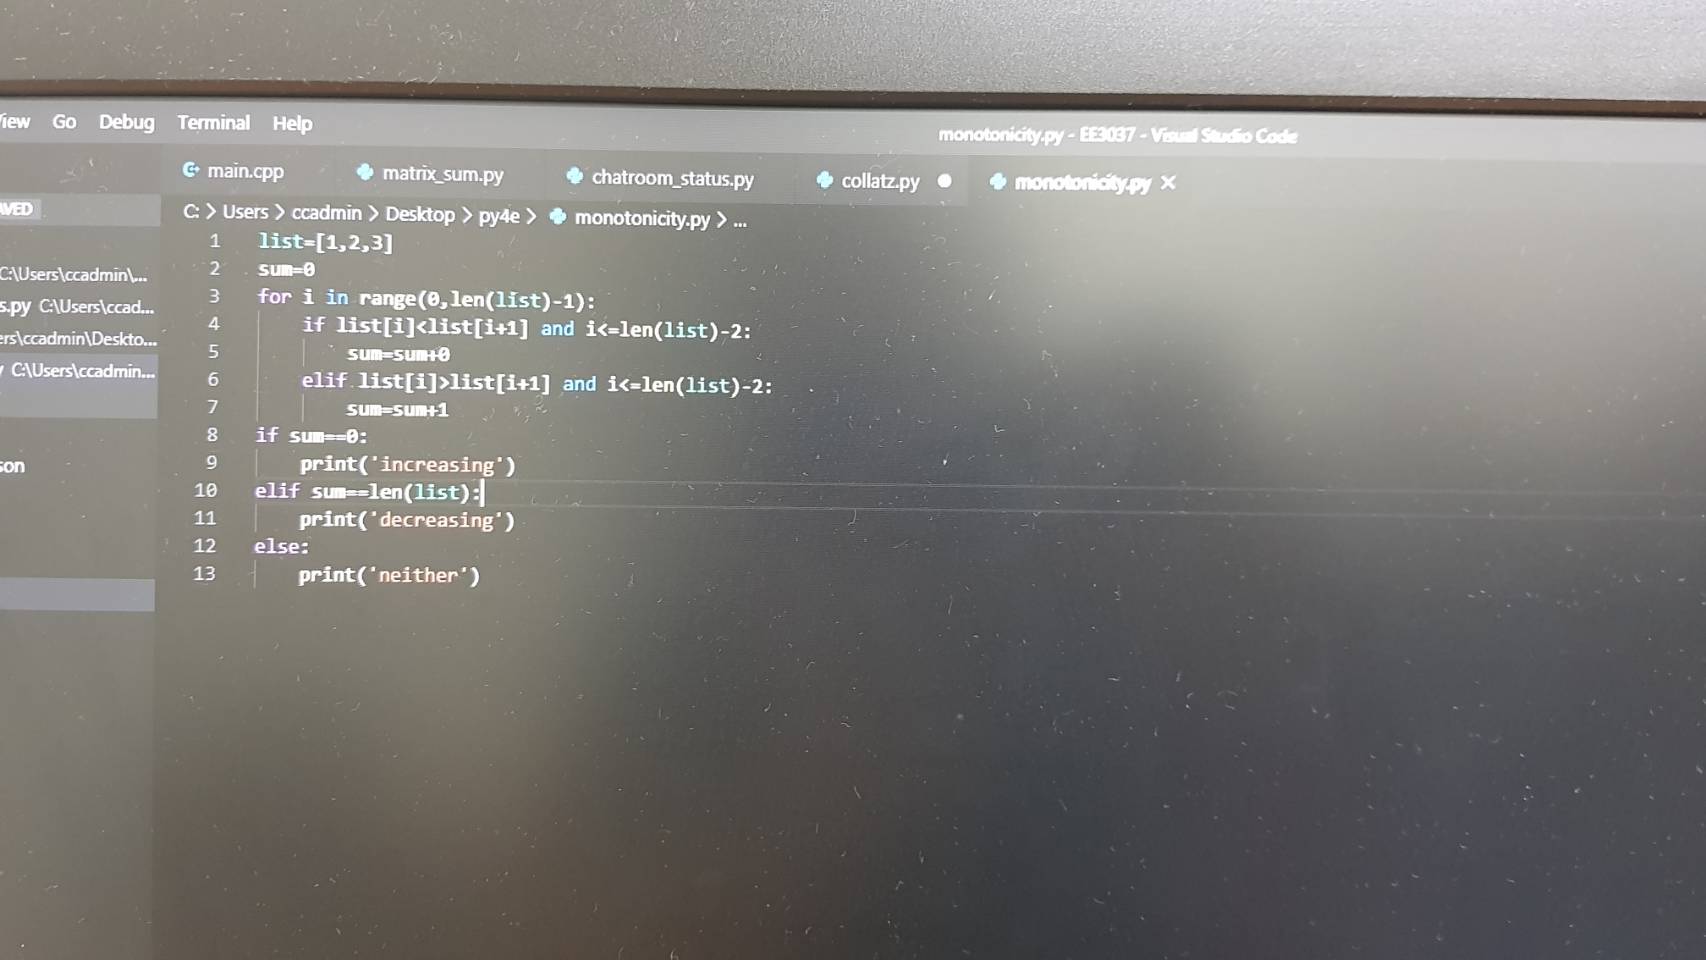 View Go Debug Terminal Help
monotonicity.py - EE3037 - Visual Studio Code
main.cpp matrix_sum.py chatroom_status.py collatz.py monotonicity.py
C: > Users > ccadmin > Desktop > py4e > monotonicity.py > ...
1 list=[1,2,3]
2 sum=0
3 for i in range(0,len(list)-1):
4 if list[i]<list[i+1] and i<=len(list)-2:
5 sum=sum+0
6 elif list[i]>list[i+1] and i<=len(list)-2:
7 sum=sum+1
8 if sum==0:
9 print('increasing')
10 elif sum==len(list):
11 print('decreasing')
12 else:
13 print('neither')
AVED
C:\Users\ccadmin\...
s.py C:\Users\ccad...
ers\ccadmin\Deskto...
C:\Users\ccadmin...
son